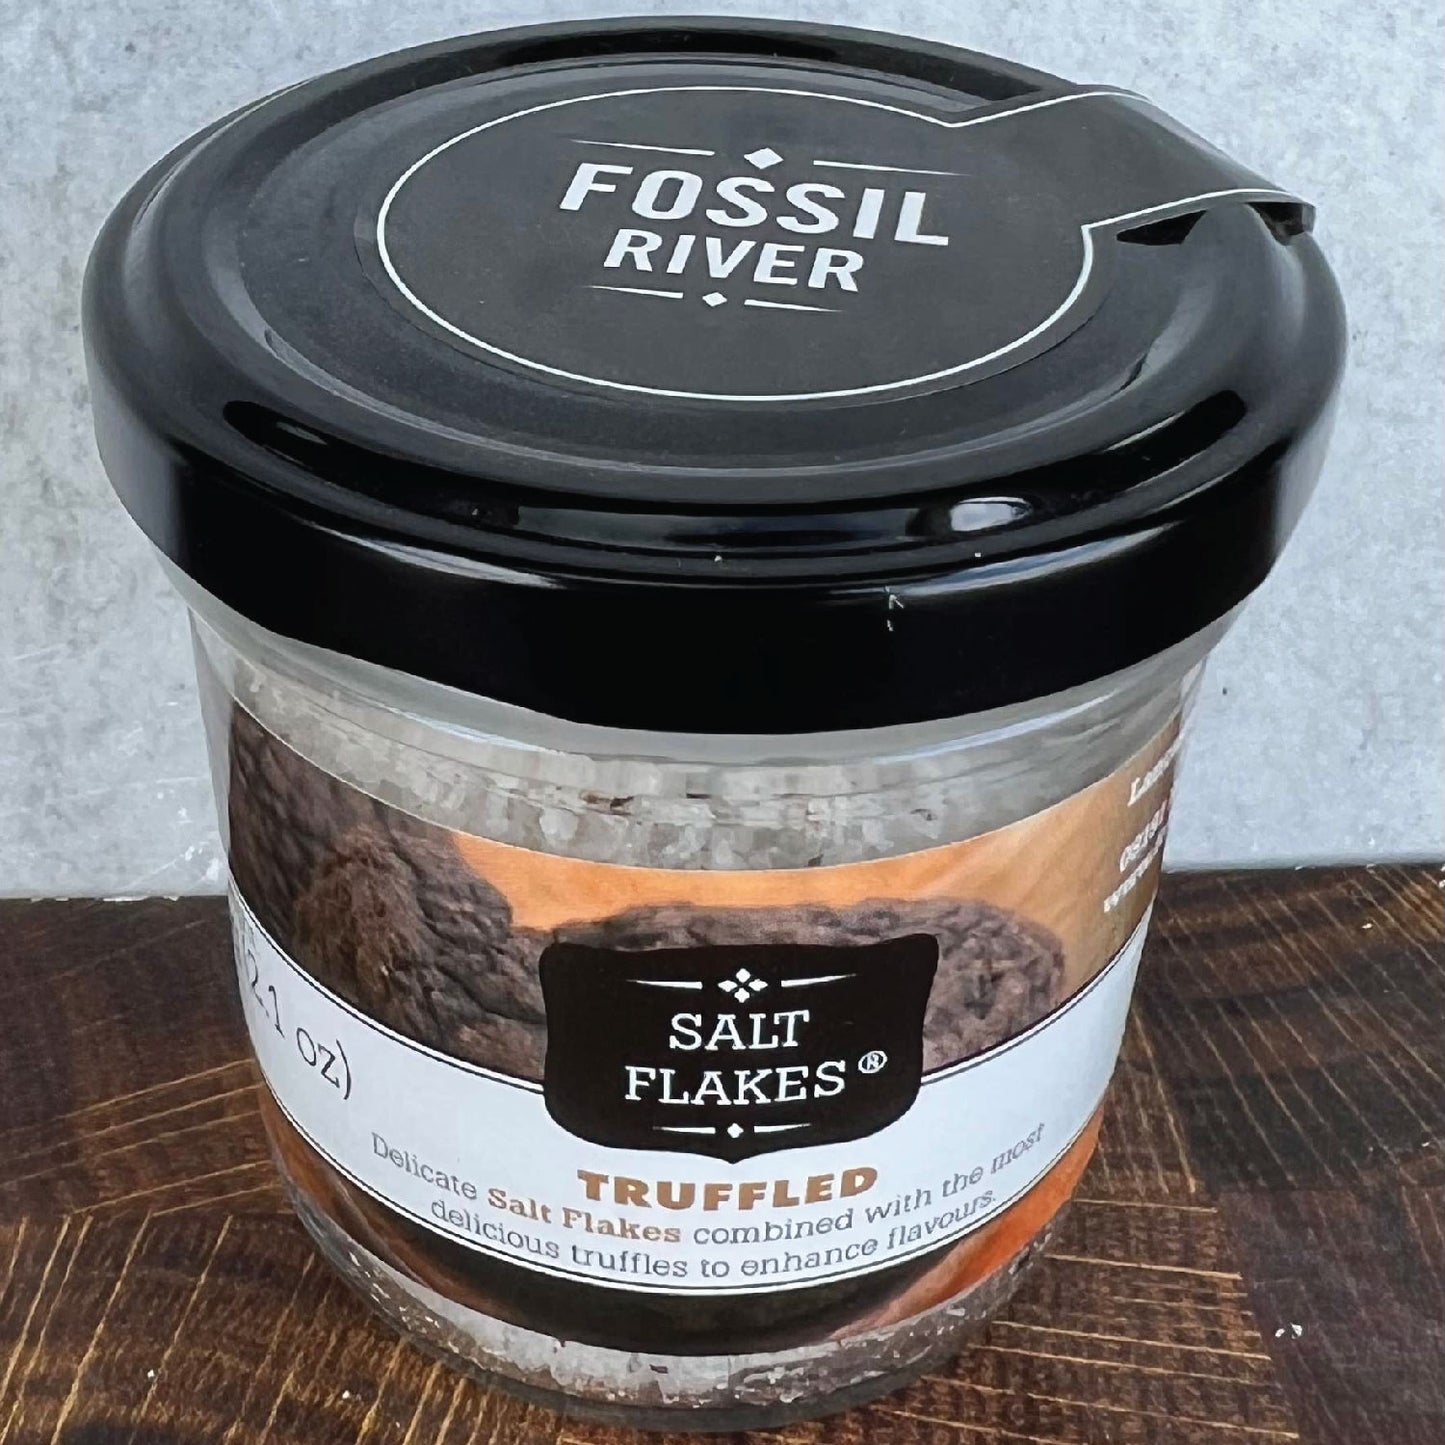 FOSSIL
RIVER
2.1 oz)
SALT
FLAKES®
TRUFFLED
Delicate Salt Flakes combined with the most
delicious truffles to enhance flavours.